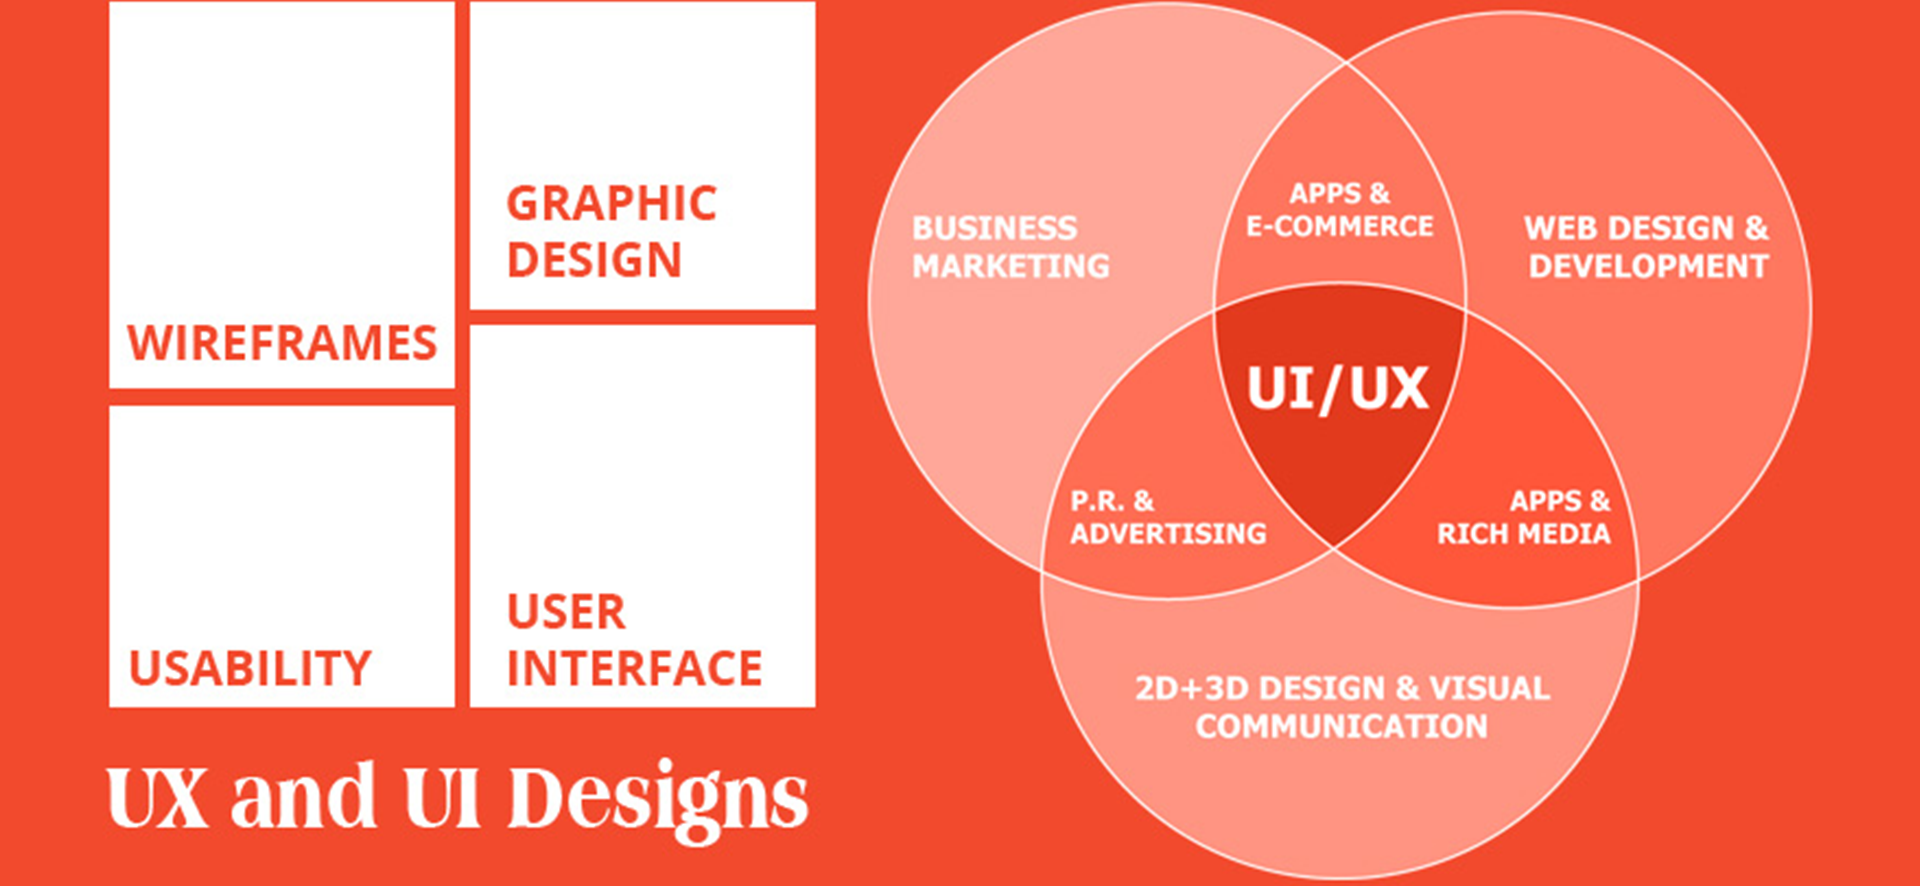 WIREFRAMES
GRAPHIC
DESIGN
USABILITY
USER
INTERFACE
UX and UI Designs
BUSINESS
MARKETING
APPS &
E-COMMERCE
WEB DESIGN &
DEVELOPMENT
UI/UX
P.R. &
ADVERTISING
APPS &
RICH MEDIA
2D+3D DESIGN & VISUAL
COMMUNICATION